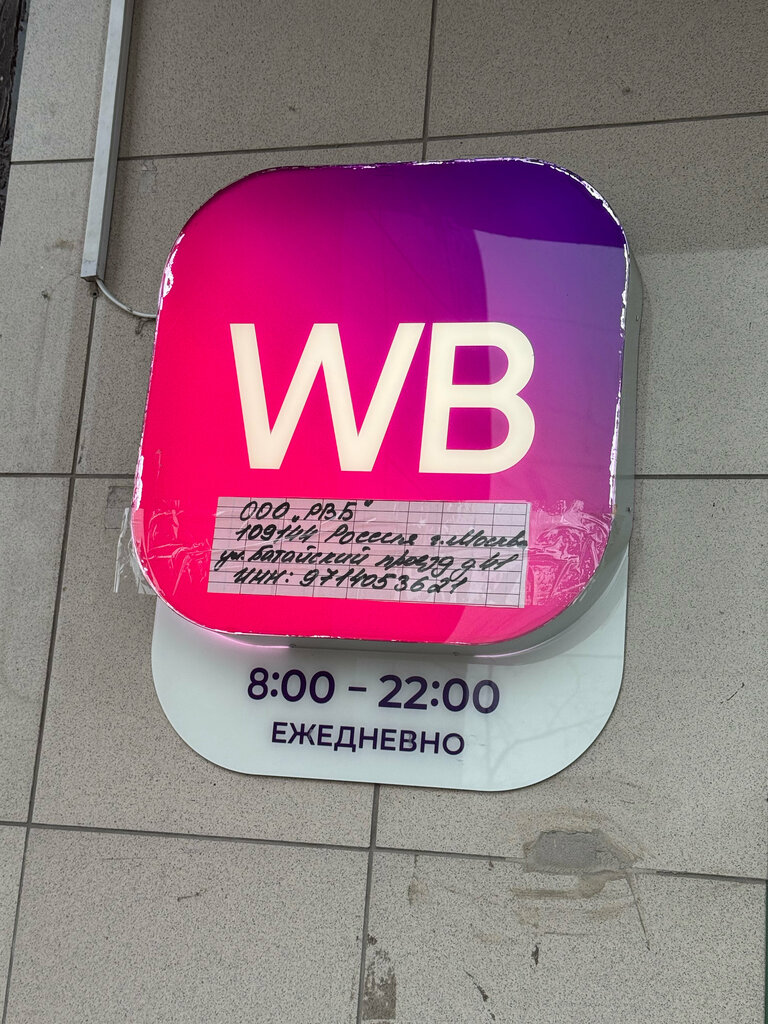 WB
ООО „РВБ"
109144 Россия г.Москва
ул.Батайский проезд д 41
ИНН: 9714053621
8:00 – 22:00
ЕЖЕДНЕВНО